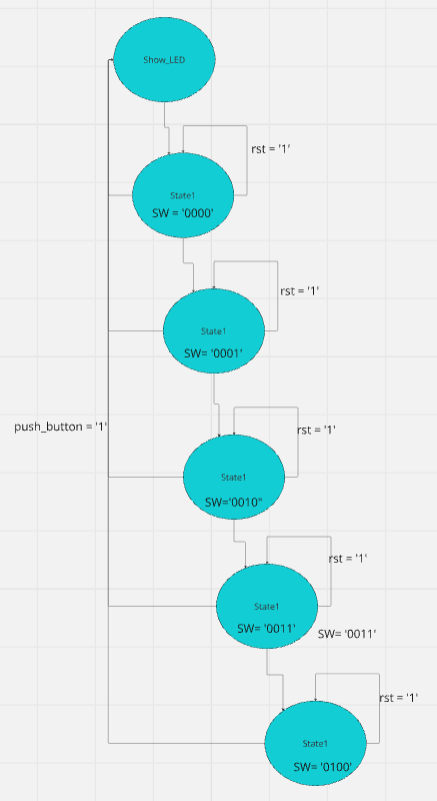 Show_LED
rst = '1'
State1
SW = '0000'
rst = '1'
State1
SW= '0001'
push_button = '1'
rst = '1'
State1
SW='0010"
rst = '1'
State1
SW= '0011'
SW= '0011'
rst = '1'
State1
SW= '0100'